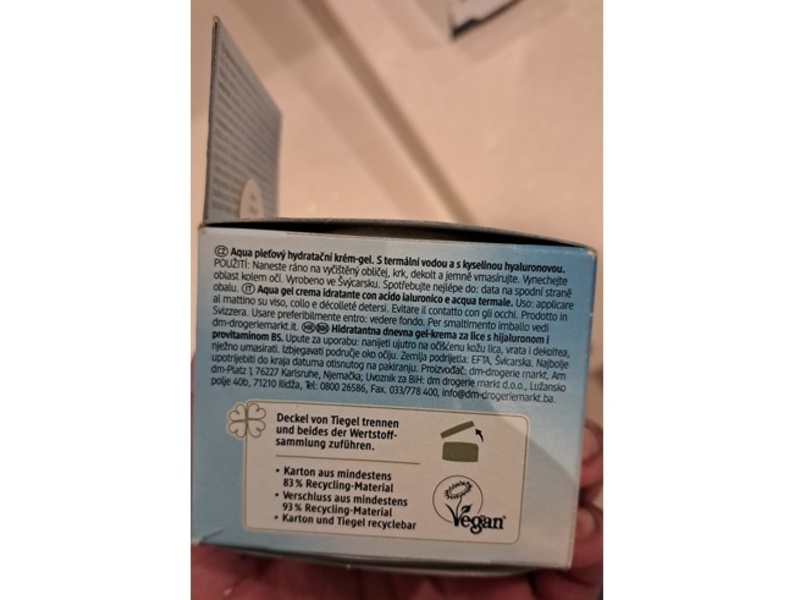 CZ Aqua pleťový hydratační krém-gel. S termální vodou a s kyselinou hyaluronovou.
POUŽITÍ: Naneste ráno na vyčištěný obličej, krk, dekolt a jemně vmasírujte. Vynechejte
oblast kolem očí. Vyrobeno ve Švýcarsku. Spotřebujte nejlépe do: data na spodní straně
obalu. IT Aqua gel crema idratante con acido ialuronico e acqua termale. Uso: applicare
al mattino su viso, collo e décolleté detersi. Evitare il contatto con gli occhi. Prodotto in
Svizzera. Usare preferibilmente entro: vedere fondo. Per smaltimento imballo vedi
dm-drogeriemarkt.it. HR BIH Hidratantna dnevna gel-krema za lice s hijaluronom i
provitaminom B5. Upute za uporabu: nanijeti ujutro na očišćenu kožu lica, vrata i dekoltea,
nježno umasirati. Izbjegavati područje oko očiju. Zemlja podrijetla: EFTA, Švicarska. Najbolje
upotrijebiti do kraja datuma otisnutog na pakiranju. Proizvođač: dm-drogerie markt, Am
dm-Platz 1, 76227 Karlsruhe, Njemačka; Uvoznik za BiH: dm drogerie markt d.o.o., Lužansko
polje 40b, 71210 Ilidža, Tel: 0800 26586, Fax. 033/778 400, info@dm-drogeriemarkt.ba.
Deckel von Tiegel trennen
und beides der Wertstoff-
sammlung zuführen.
• Karton aus mindestens
83 % Recycling-Material
• Verschluss aus mindestens
93 % Recycling-Material
• Karton und Tiegel recyclebar
Vegan